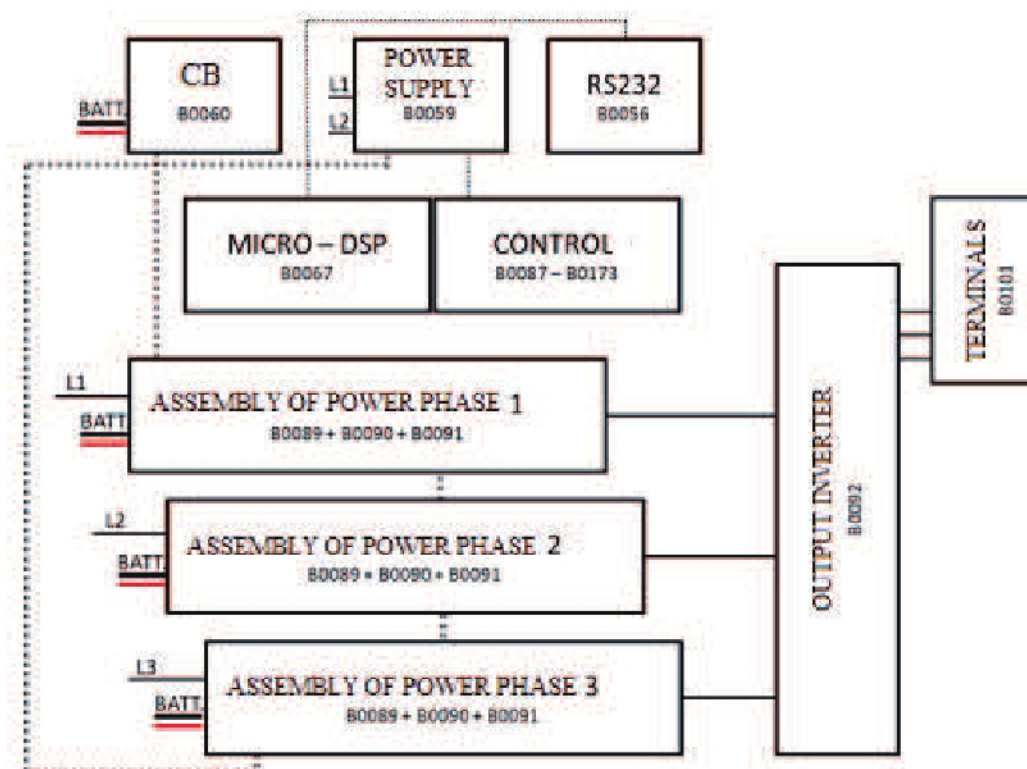 CB
B0060
BATT.
POWER
SUPPLY
B0059
L1
L2
RS232
B0056
MICRO – DSP
B0067
CONTROL
B0087 – B0173
TERMINALS
B0101
OUTPUT INVERTER
B0092
L1
BATT.
ASSEMBLY OF POWER PHASE 1
B0089 + B0090 + B0091
L2
BATT.
ASSEMBLY OF POWER PHASE 2
B0089 + B0090 + B0091
L3
BATT.
ASSEMBLY OF POWER PHASE 3
B0089 + B0090 + B0091